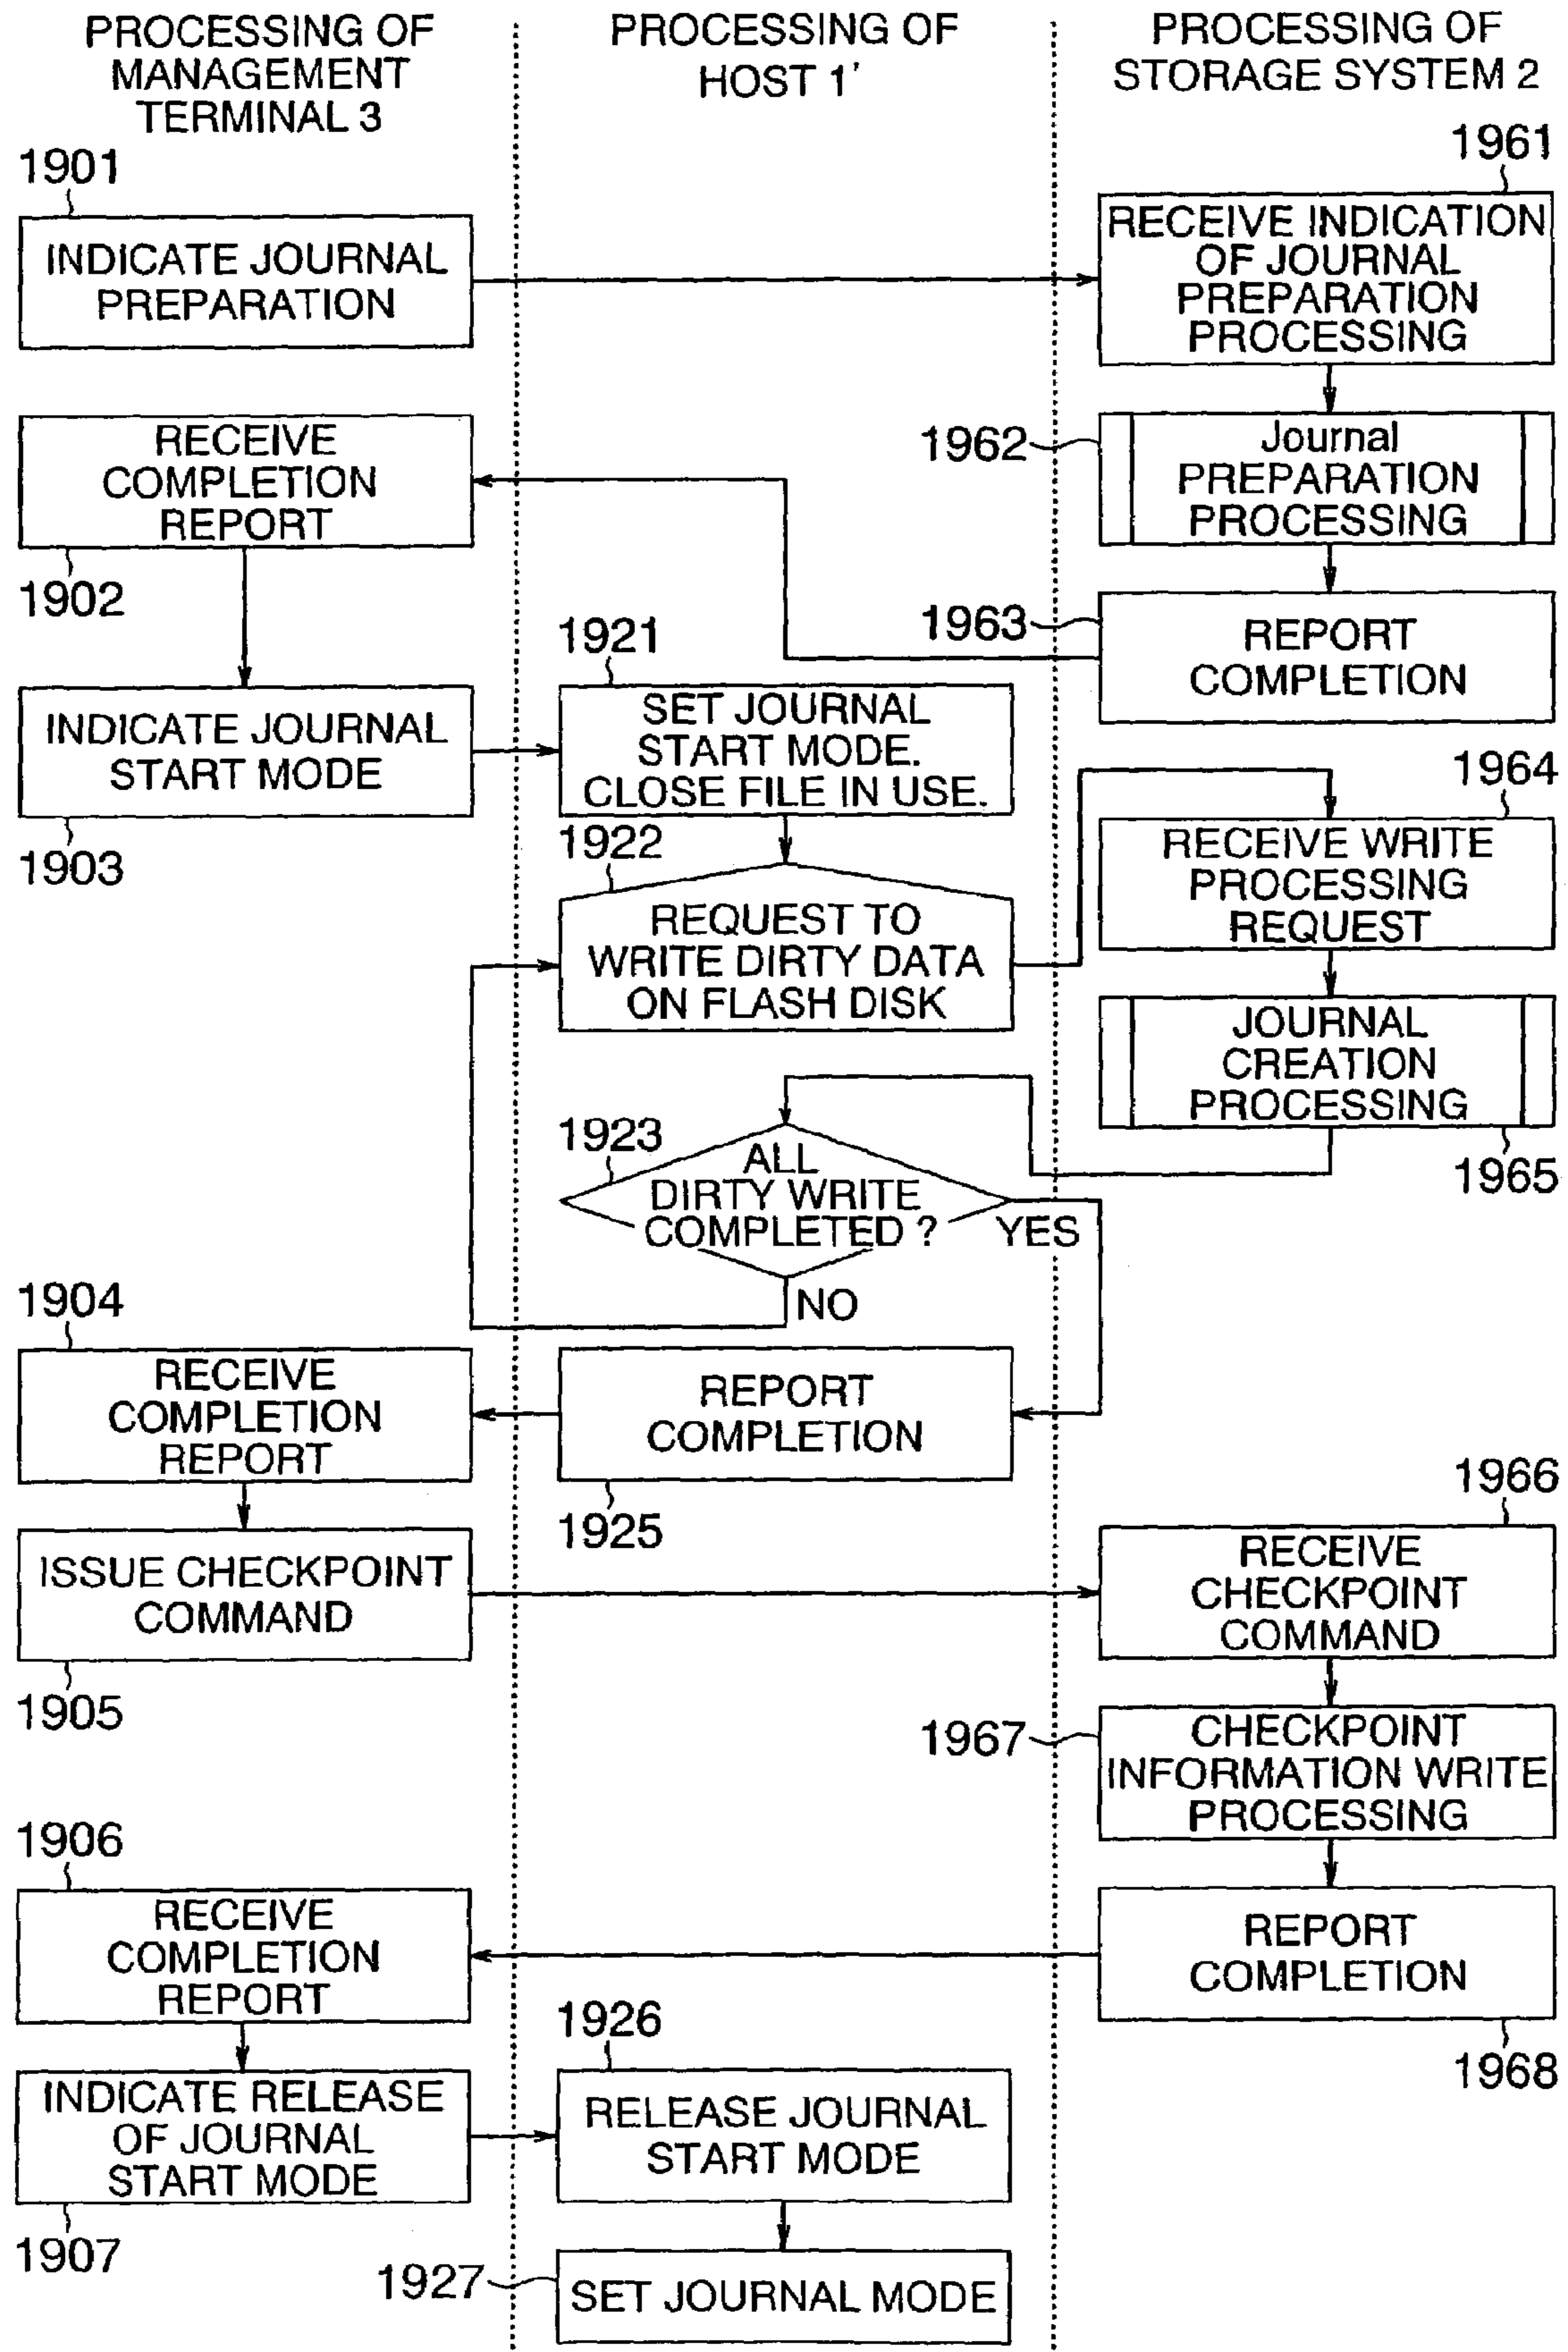 PROCESSING OF
MANAGEMENT
TERMINAL 3
PROCESSING OF
HOST 1'
PROCESSING OF
STORAGE SYSTEM 2
1901
INDICATE JOURNAL
PREPARATION
1961
RECEIVE INDICATION
OF JOURNAL
PREPARATION
PROCESSING
1962
Journal
PREPARATION
PROCESSING
RECEIVE
COMPLETION
REPORT
1902
1963
REPORT
COMPLETION
INDICATE JOURNAL
START MODE
1903
1921
SET JOURNAL
START MODE.
CLOSE FILE IN USE.
1922
REQUEST TO
WRITE DIRTY DATA
ON FLASH DISK
1964
RECEIVE WRITE
PROCESSING
REQUEST
JOURNAL
CREATION
PROCESSING
1965
1923
ALL
DIRTY WRITE
COMPLETED ?
YES
NO
1904
RECEIVE
COMPLETION
REPORT
REPORT
COMPLETION
1925
ISSUE CHECKPOINT
COMMAND
1905
1966
RECEIVE
CHECKPOINT
COMMAND
1967
CHECKPOINT
INFORMATION WRITE
PROCESSING
1906
RECEIVE
COMPLETION
REPORT
REPORT
COMPLETION
1968
INDICATE RELEASE
OF JOURNAL
START MODE
1907
1926
RELEASE JOURNAL
START MODE
1927
SET JOURNAL MODE